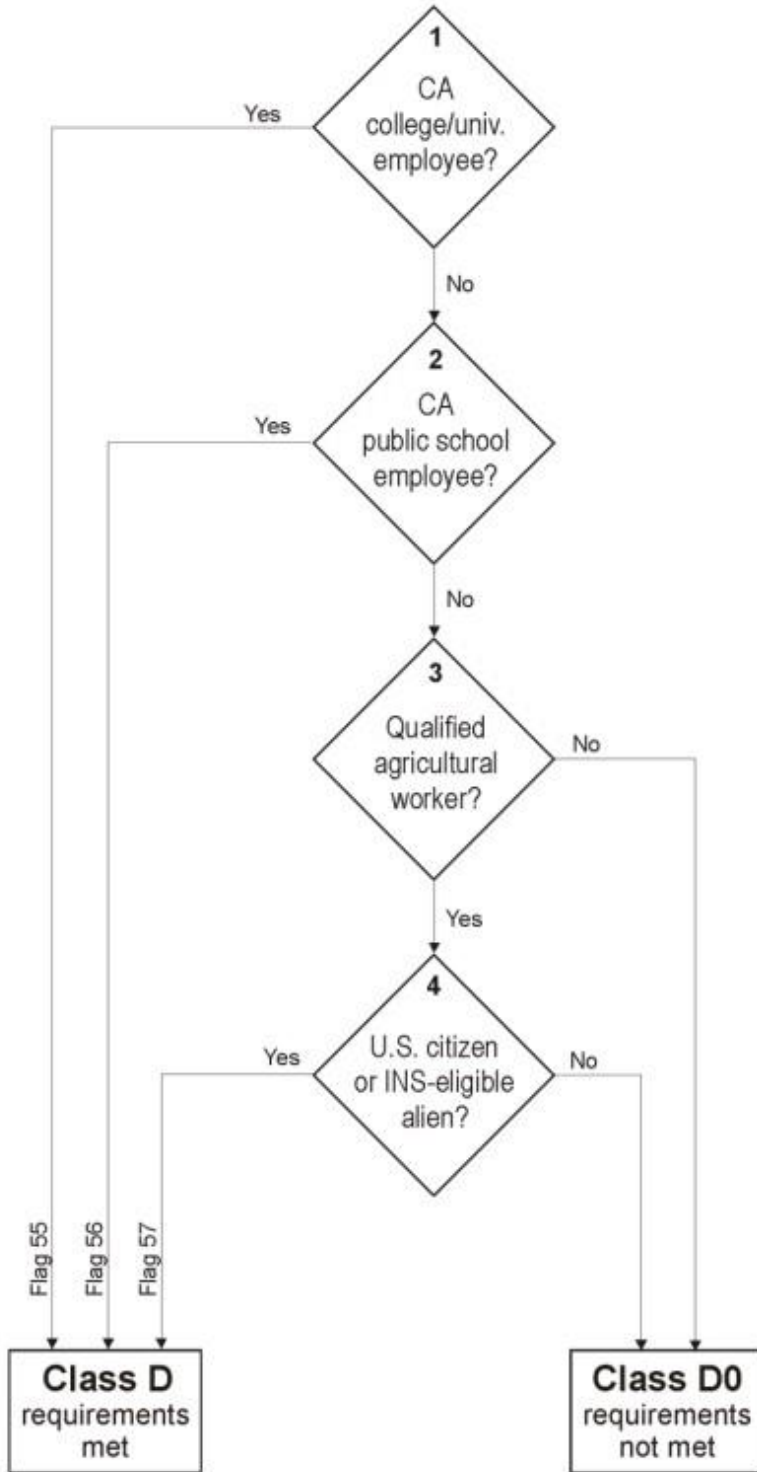 1
CA
college/univ.
employee?
Yes
No
2
CA
public school
employee?
Yes
No
3
Qualified
agricultural
worker?
No
Yes
4
U.S. citizen
or INS-eligible
alien?
Yes
No
Flag 55
Flag 56
Flag 57
Class D
requirements
met
Class D0
requirements
not met